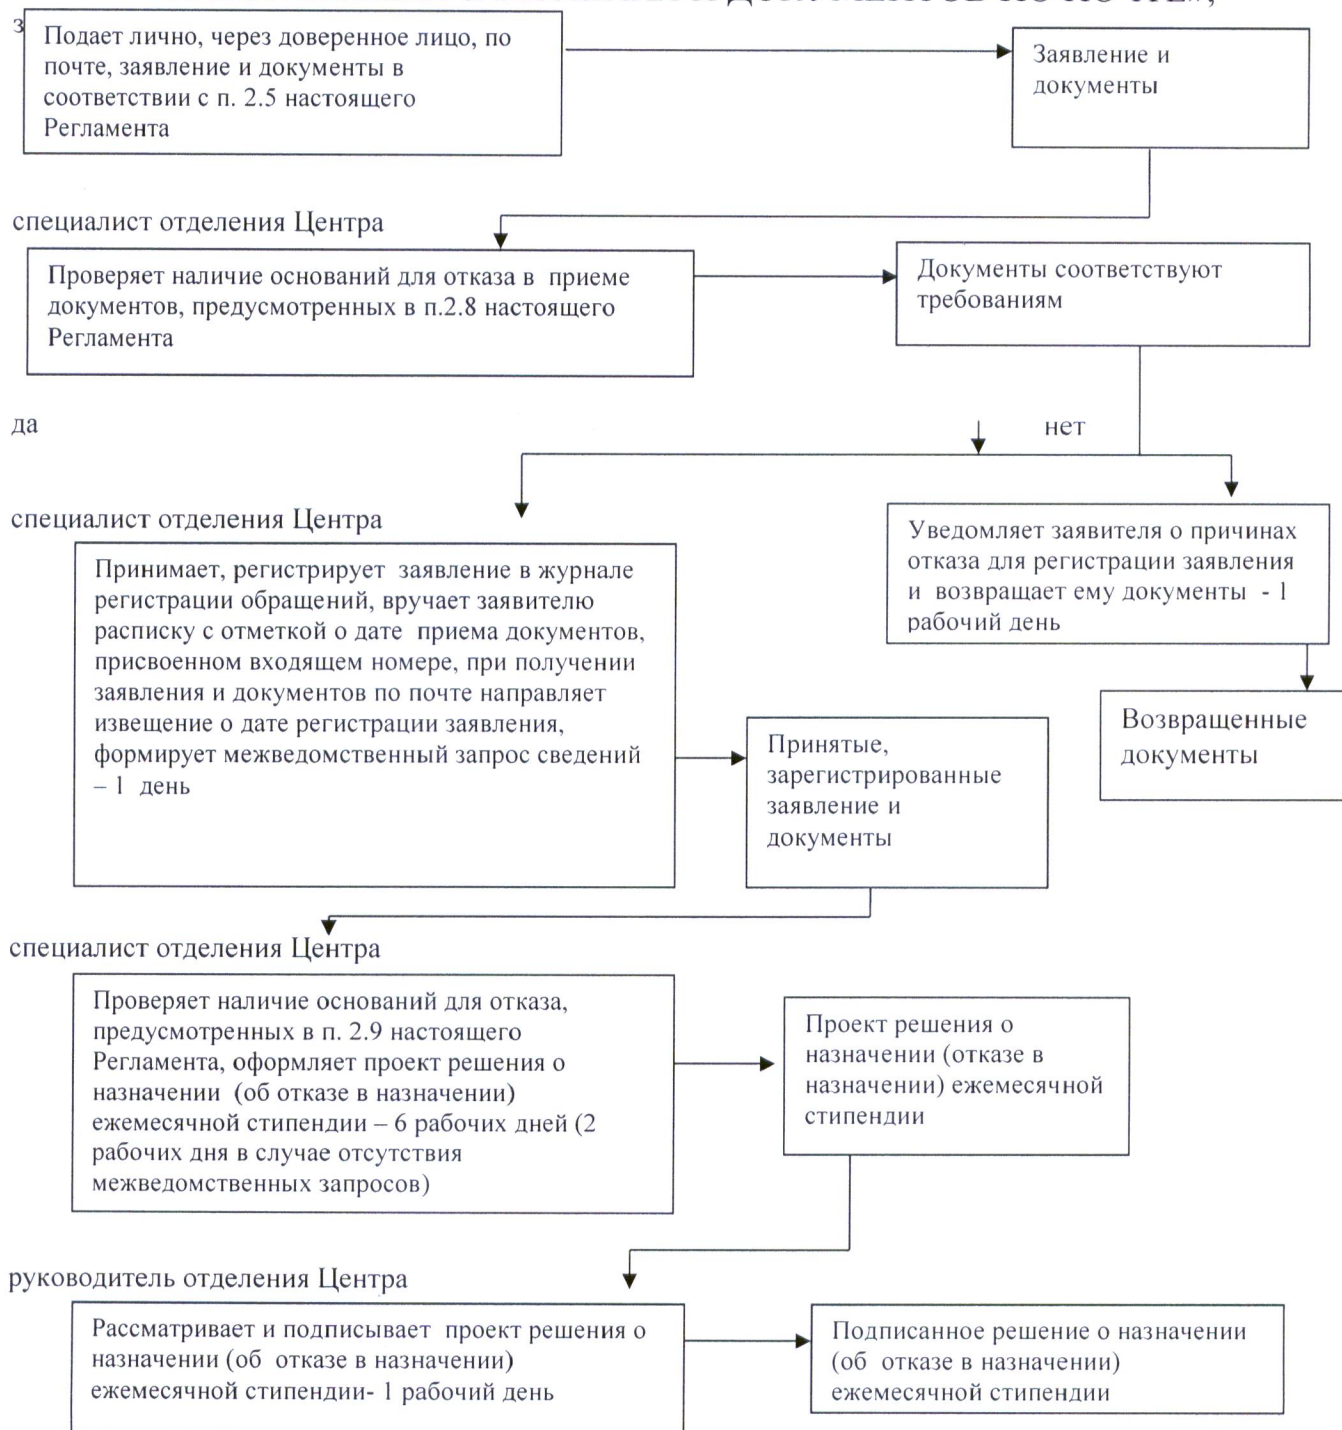 Подает лично, через доверенное лицо, по
почте, заявление и документы в
соответствии с п. 2.5 настоящего
Регламента
Заявление и
документы
специалист отделения Центра
Проверяет наличие оснований для отказа в приеме
документов, предусмотренных в п.2.8 настоящего
Регламента
Документы соответствуют
требованиям
да
нет
специалист отделения Центра
Принимает, регистрирует заявление в журнале
регистрации обращений, вручает заявителю
расписку с отметкой о дате приема документов,
присвоенном входящем номере, при получении
заявления и документов по почте направляет
извещение о дате регистрации заявления,
формирует межведомственный запрос сведений
– 1 день
Уведомляет заявителя о причинах
отказа для регистрации заявления
и возвращает ему документы - 1
рабочий день
Возвращенные
документы
Принятые,
зарегистрированные
заявление и
документы
специалист отделения Центра
Проверяет наличие оснований для отказа,
предусмотренных в п. 2.9 настоящего
Регламента, оформляет проект решения о
назначении (об отказе в назначении)
ежемесячной стипендии – 6 рабочих дней (2
рабочих дня в случае отсутствия
межведомственных запросов)
Проект решения о
назначении (отказе в
назначении) ежемесячной
стипендии
руководитель отделения Центра
Рассматривает и подписывает проект решения о
назначении (об отказе в назначении)
ежемесячной стипендии- 1 рабочий день
Подписанное решение о назначении
(об отказе в назначении)
ежемесячной стипендии